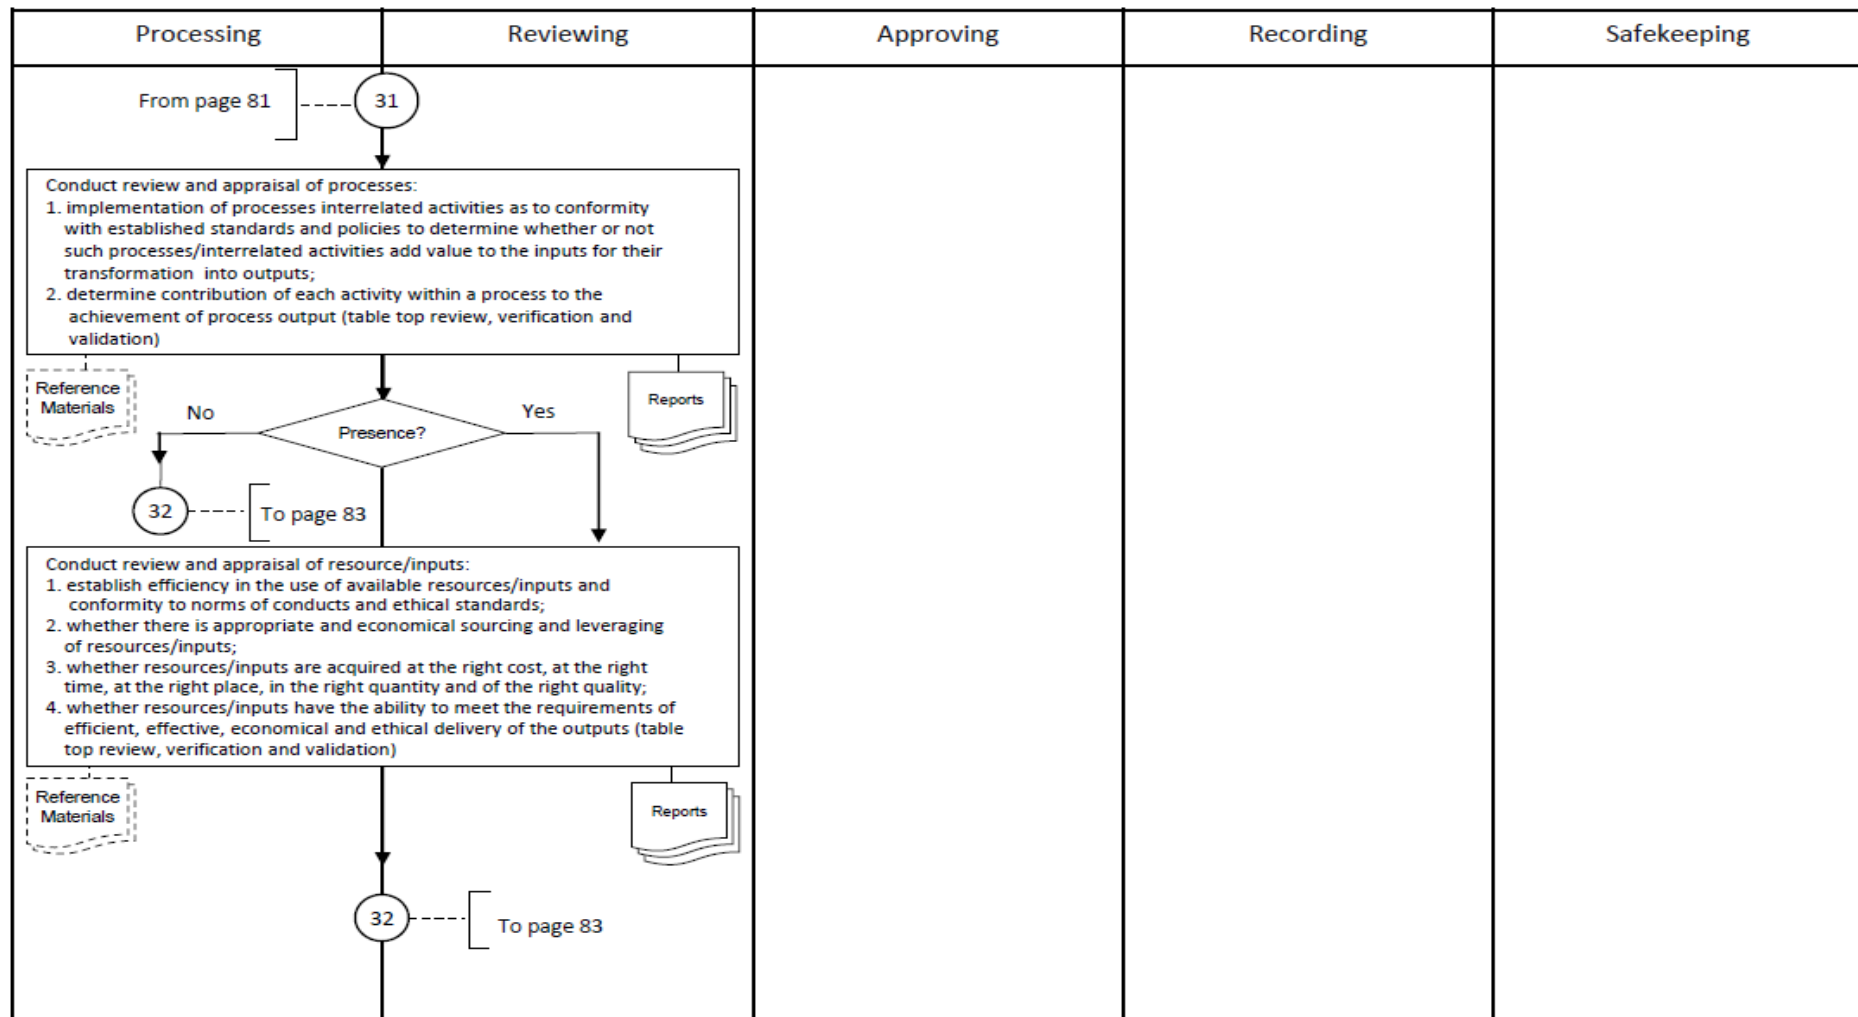 Processing
Reviewing
Approving
Recording
Safekeeping
From page 81
31
Conduct review and appraisal of processes:
1. implementation of processes interrelated activities as to conformity
with established standards and policies to determine whether or not
such processes/interrelated activities add value to the inputs for their
transformation into outputs;
2. determine contribution of each activity within a process to the
achievement of process output (table top review, verification and
validation)
Reference
Materials
No
Presence?
Yes
Reports
32
To page 83
Conduct review and appraisal of resource/inputs:
1. establish efficiency in the use of available resources/inputs and
conformity to norms of conducts and ethical standards;
2. whether there is appropriate and economical sourcing and leveraging
of resources/inputs;
3. whether resources/inputs are acquired at the right cost, at the right
time, at the right place, in the right quantity and of the right quality;
4. whether resources/inputs have the ability to meet the requirements of
efficient, effective, economical and ethical delivery of the outputs (table
top review, verification and validation)
Reference
Materials
Reports
32
To page 83